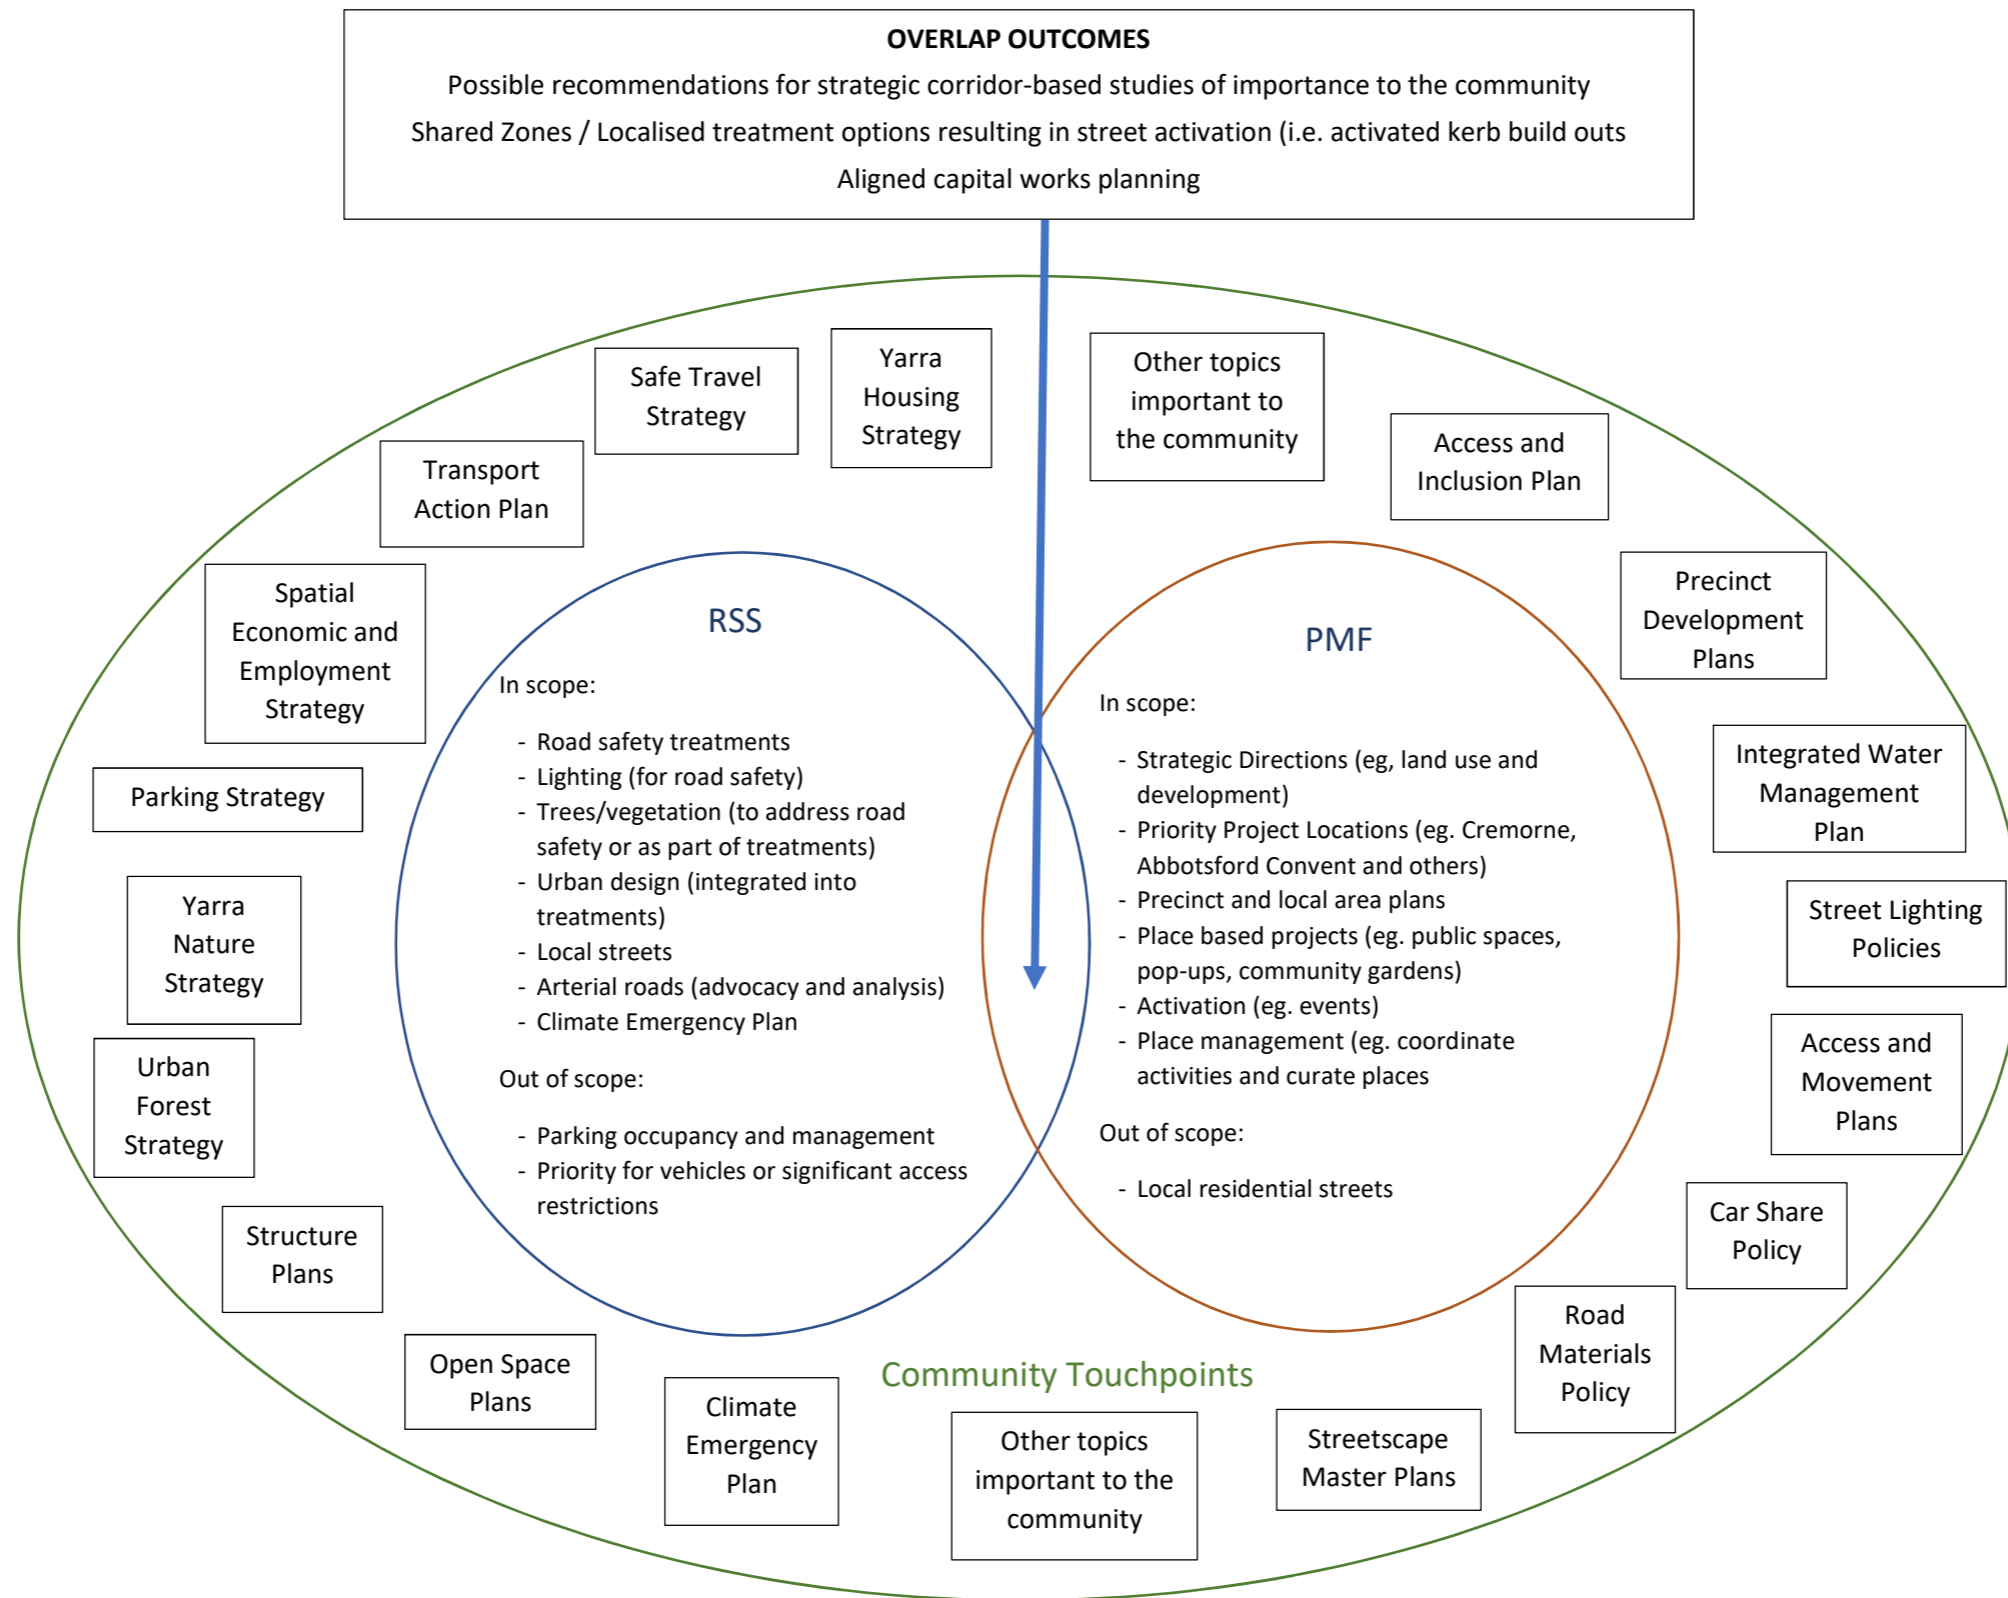 OVERLAP OUTCOMES
Possible recommendations for strategic corridor-based studies of importance to the community
Shared Zones / Localised treatment options resulting in street activation (i.e. activated kerb build outs
Aligned capital works planning
Yarra
Housing
Strategy
Other topics
important to
the community
Safe Travel
Strategy
Access and
Inclusion Plan
Transport
Action Plan
Precinct
Development
Plans
Spatial
Economic and
Employment
Strategy
Integrated Water
Management
Plan
Parking Strategy
Street Lighting
Policies
Yarra
Nature
Strategy
Access and
Movement
Plans
Urban
Forest
Strategy
Car Share
Policy
Structure
Plans
Road
Materials
Policy
Open Space
Plans
Climate
Emergency
Plan
Other topics
important to the
community
Streetscape
Master Plans
RSS
In scope:
- Road safety treatments
- Lighting (for road safety)
- Trees/vegetation (to address road
safety or as part of treatments)
- Urban design (integrated into
treatments)
- Local streets
- Arterial roads (advocacy and analysis)
- Climate Emergency Plan
Out of scope:
- Parking occupancy and management
- Priority for vehicles or significant access
restrictions
PMF
In scope:
- Strategic Directions (eg, land use and
development)
- Priority Project Locations (eg. Cremorne,
Abbotsford Convent and others)
- Precinct and local area plans
- Place based projects (eg. public spaces,
pop-ups, community gardens)
- Activation (eg. events)
- Place management (eg. coordinate
activities and curate places
Out of scope:
- Local residential streets
Community Touchpoints